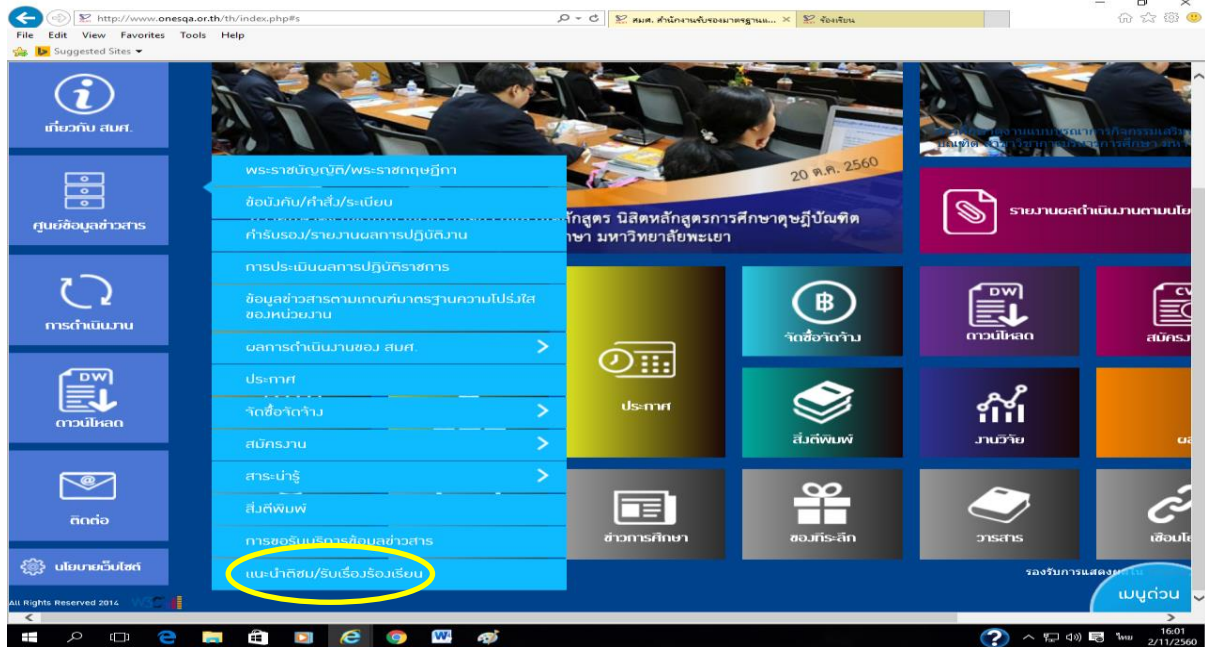 http://www.onesqa.or.th/th/index.php#s
สมศ. สำนักงานรับรองมาตรฐานแ...
ร้องเรียน
File Edit View Favorites Tools Help
Suggested Sites
เกี่ยวกับ สมศ.
ศูนย์ข้อมูลข่าวสาร
การดำเนินงาน
DW
ดาวน์โหลด
ติดต่อ
นโยบายเว็บไซต์
All Rights Reserved 2014
พระราชบัญญัติ/พระราชกฤษฎีกา
ข้อบังคับ/คำสั่ง/ระเบียบ
คำรับรอง/รายงานผลการปฏิบัติงาน
การประเมินผลการปฏิบัติราชการ
ข้อมูลข่าวสารตามเกณฑ์มาตรฐานความโปร่งใส
ของหน่วยงาน
ผลการดำเนินงานของ สมศ.
ประกาศ
จัดซื้อจัดจ้าง
สมัครงาน
สาระน่ารู้
สิ่งตีพิมพ์
การขอรับบริการข้อมูลข่าวสาร
แนะนำติชม/รับเรื่องร้องเรียน
20 ต.ค. 2560
ักสูตร นิสิตหลักสูตรการศึกษาดุษฎีบัณฑิต
มหาวิทยาลัยพะเยา
รายงานผลดำเนินงานตามนโย
ประกาศ
จัดซื้อจัดจ้าง
DW
ดาวน์โหลด
CV
สมัครง
สิ่งตีพิมพ์
งานวิจัย
ผล
ข่าวการศึกษา
ของที่ระลึก
วารสาร
เชื่อมโย
รองรับการแสดงผล
เมนูด่วน
16:01
ไทย
2/11/2560